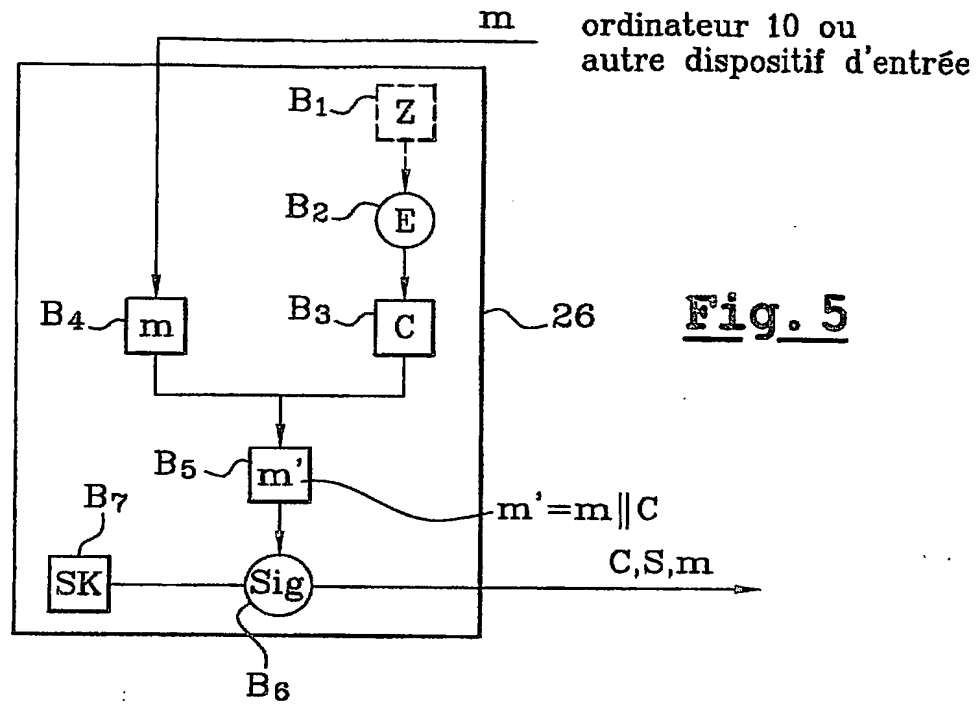 m
ordinateur 10 ou
autre dispositif d'entrée
B1
Z
B2
E
B4
m
B3
C
26
Fig. 5
B5
m'
m'=m||C
B7
SK
Sig
C,S,m
B6